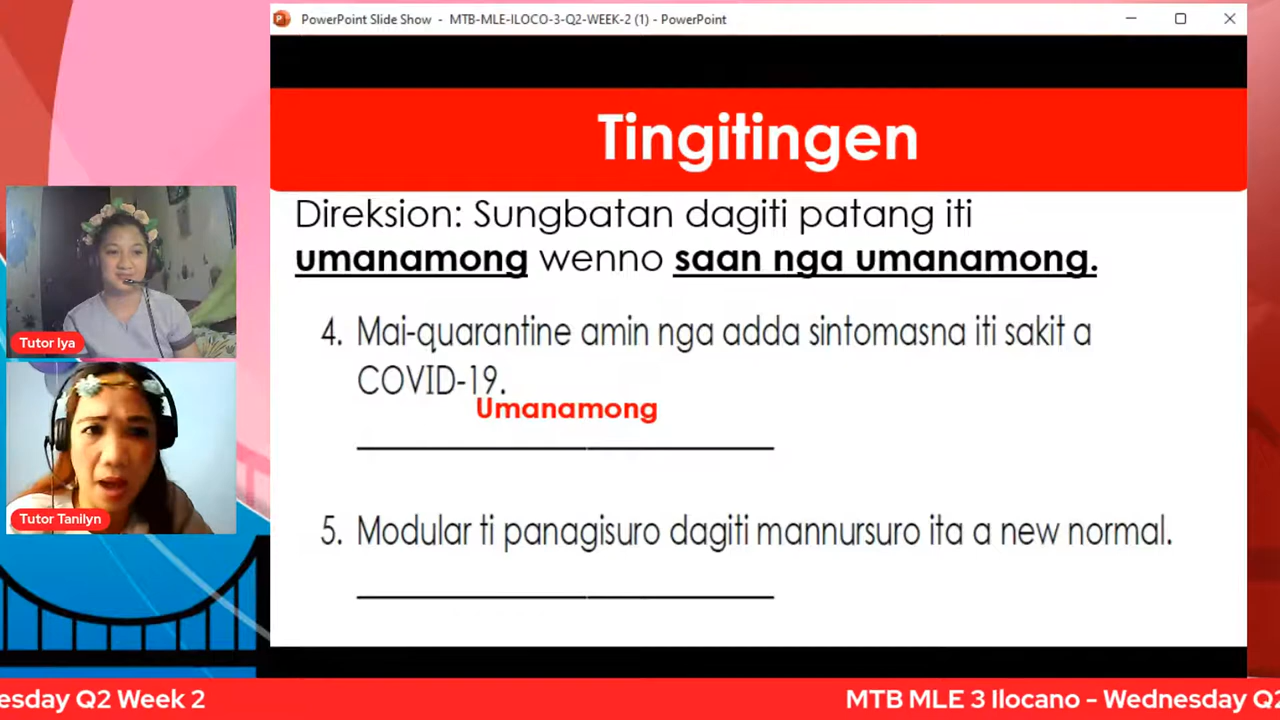 PowerPoint Slide Show - MTB-MLE-ILOCO-3-Q2-WEEK-2 (1) - PowerPoint
Tingitingen
Direksion: Sungbatan dagiti patang iti
umanamong wenno saan nga umanamong.
4. Mai-quarantine amin nga adda sintomasna iti sakit a
COVID-19.
Umanamong
5. Modular ti panagisuro dagiti mannursuro ita a new normal.
Tutor Iya
Tutor Tanilyn
esday Q2 Week 2
MTB MLE 3 Ilocano - Wednesday Q2